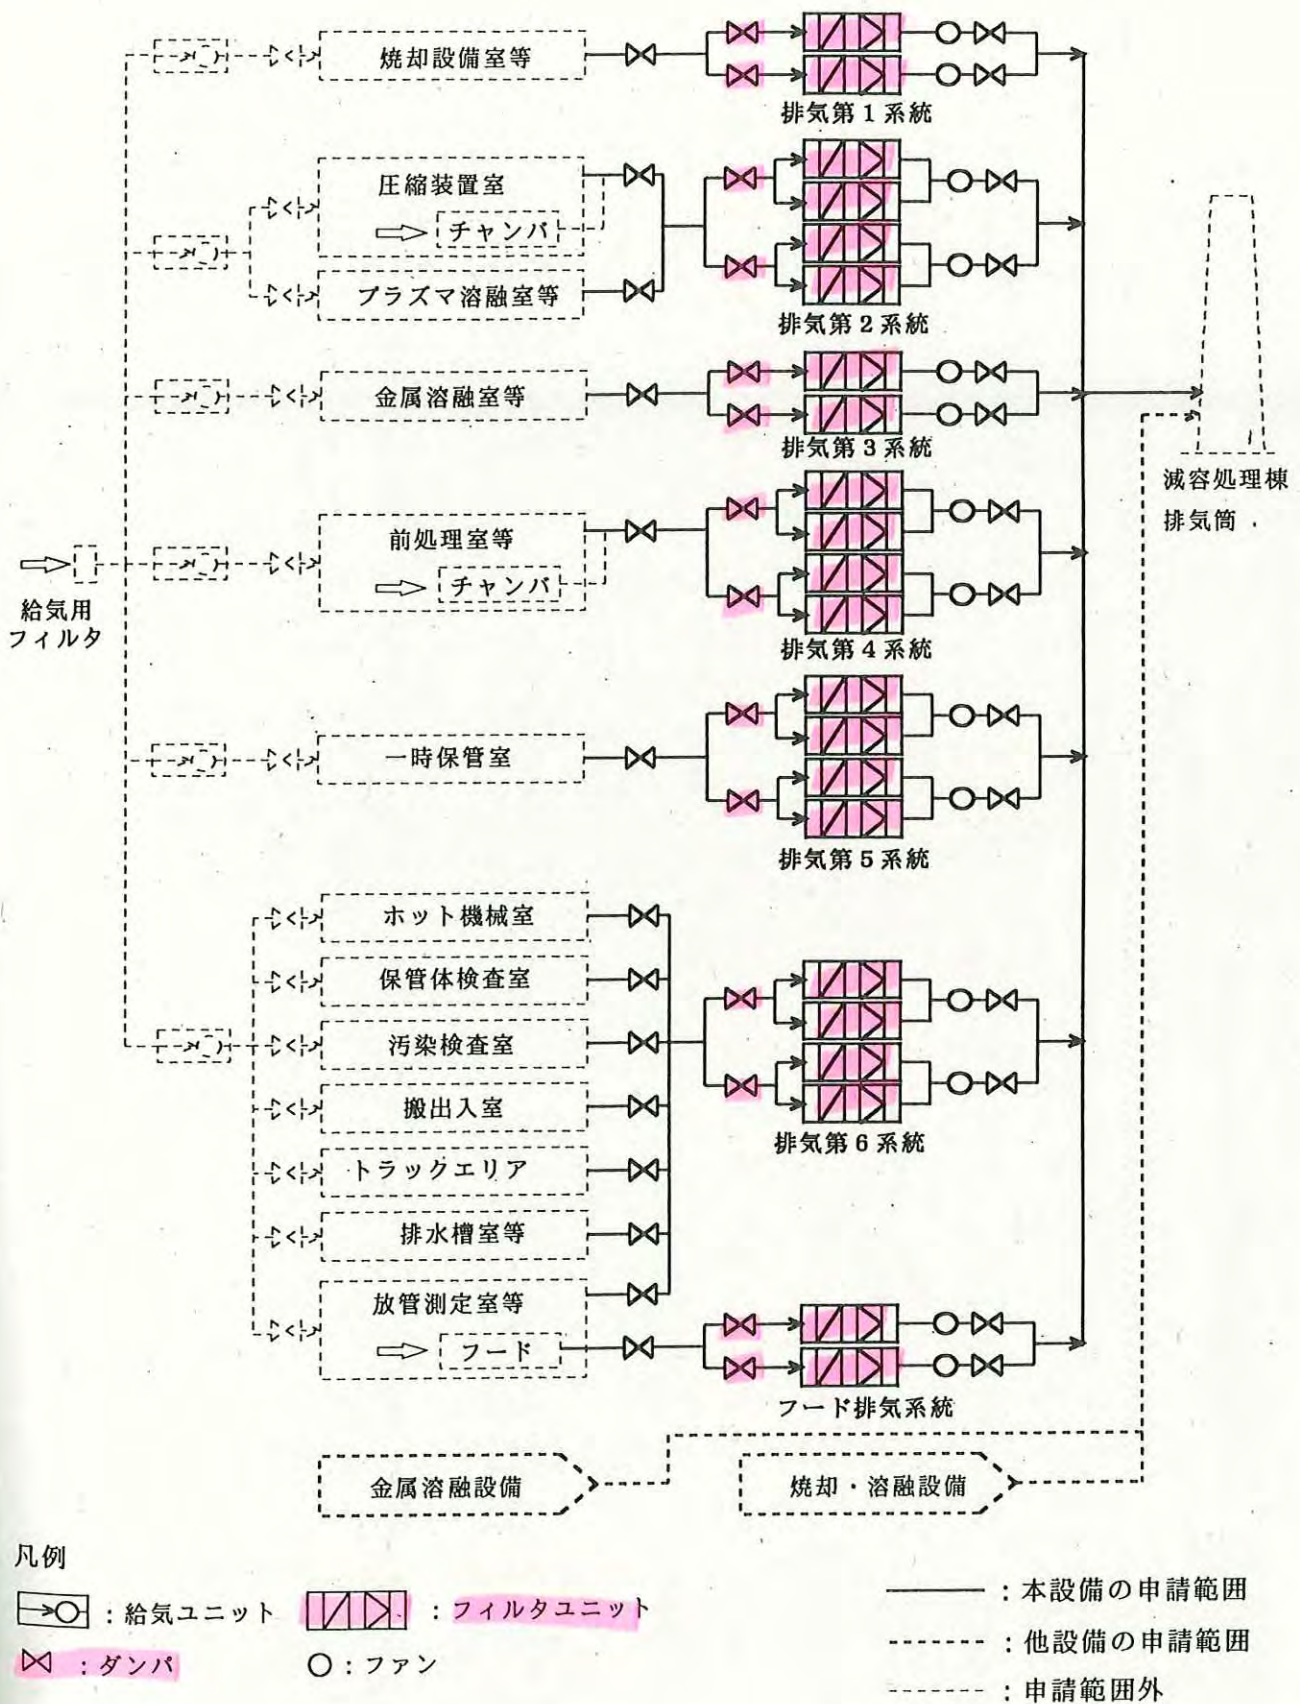 焼却設備室等
排気第1系統
圧縮装置室
チャンバ
プラズマ溶融室等
排気第2系統
金属溶融室等
排気第3系統
減容処理棟
排気筒
前処理室等
チャンバ
排気第4系統
給気用
フィルタ
一時保管室
排気第5系統
ホット機械室
保管体検査室
汚染検査室
搬出入室
排気第6系統
トラックエリア
排水槽室等
放管測定室等
フード
フード排気系統
金属溶融設備
焼却・溶融設備
凡例
：給気ユニット
：フィルタユニット
：本設備の申請範囲
：ダンパ
：ファン
：他設備の申請範囲
：申請範囲外